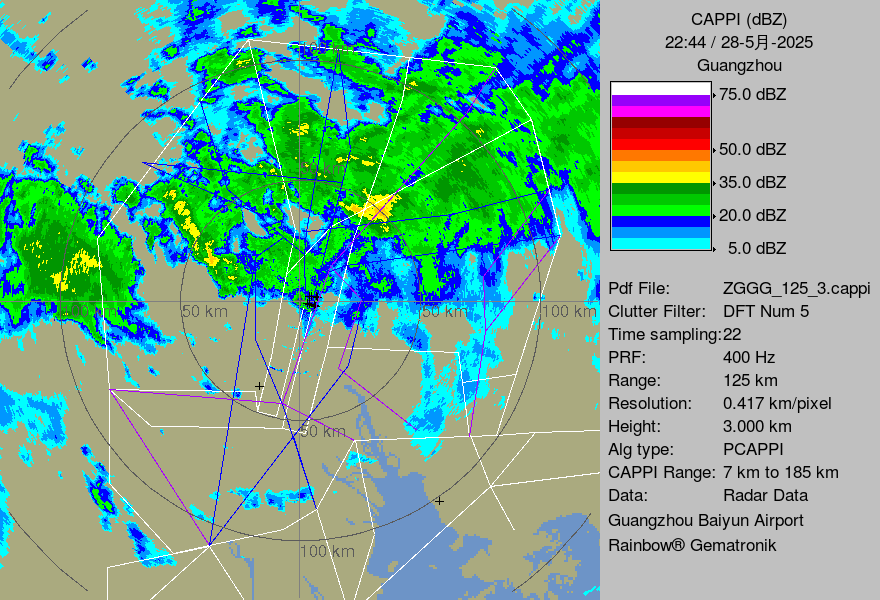 CAPPI (dBZ)
22:44 / 28-5月-2025
Guangzhou
75.0 dBZ
50.0 dBZ
35.0 dBZ
20.0 dBZ
5.0 dBZ
Pdf File: ZGGG_125_3.cappi
Clutter Filter: DFT Num 5
Time sampling:22
PRF: 400 Hz
Range: 125 km
Resolution: 0.417 km/pixel
Height: 3.000 km
Alg type: PCAPPI
CAPPI Range: 7 km to 185 km
Data: Radar Data
Guangzhou Baiyun Airport
Rainbow® Gematronik
50 km
50 km
100 km
50 km
100 km